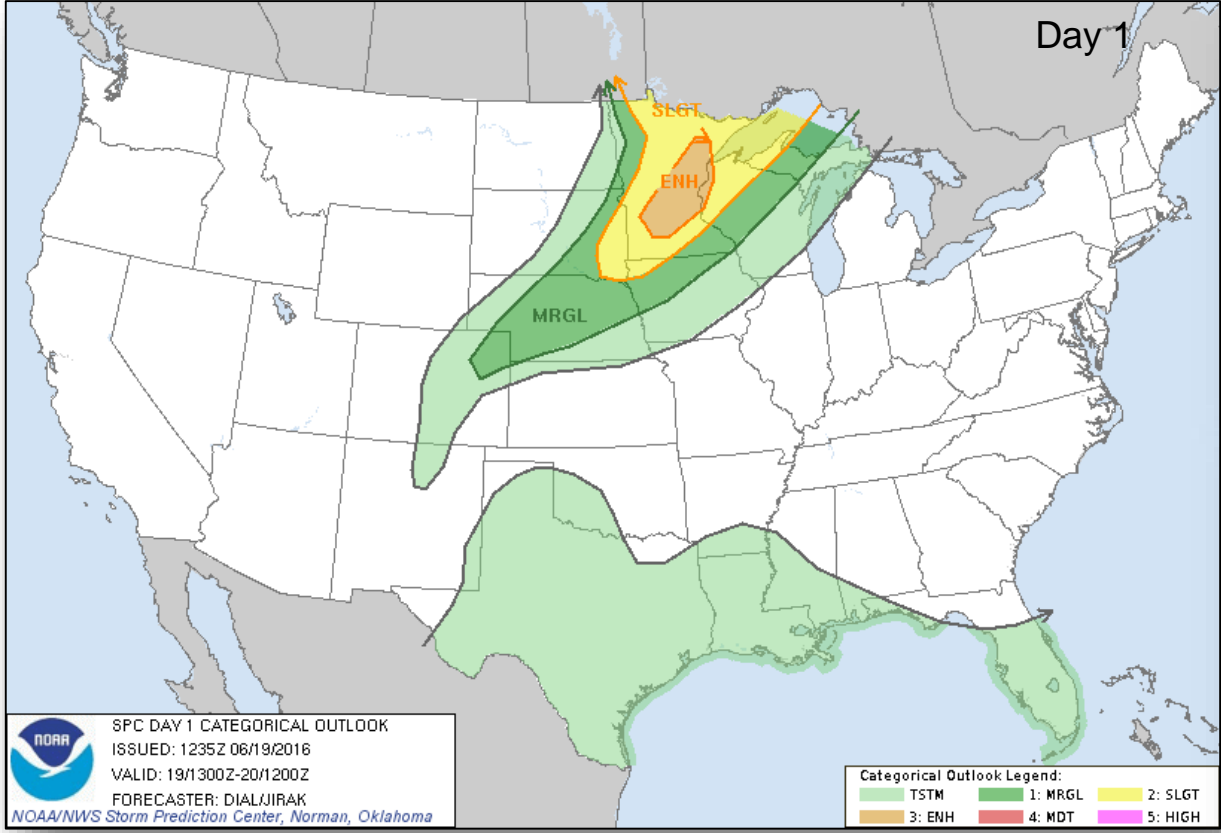 Day 1
SLGT
ENH
MRGL
NOAA
SPC DAY 1 CATEGORICAL OUTLOOK
ISSUED: 1235Z 06/19/2016
VALID: 19/1300Z-20/1200Z
FORECASTER: DIAL/JIRAK
NOAA/NWS Storm Prediction Center, Norman, Oklahoma
Categorical Outlook Legend:
TSTM 1: MRGL 2: SLGT
3: ENH 4: MDT 5: HIGH